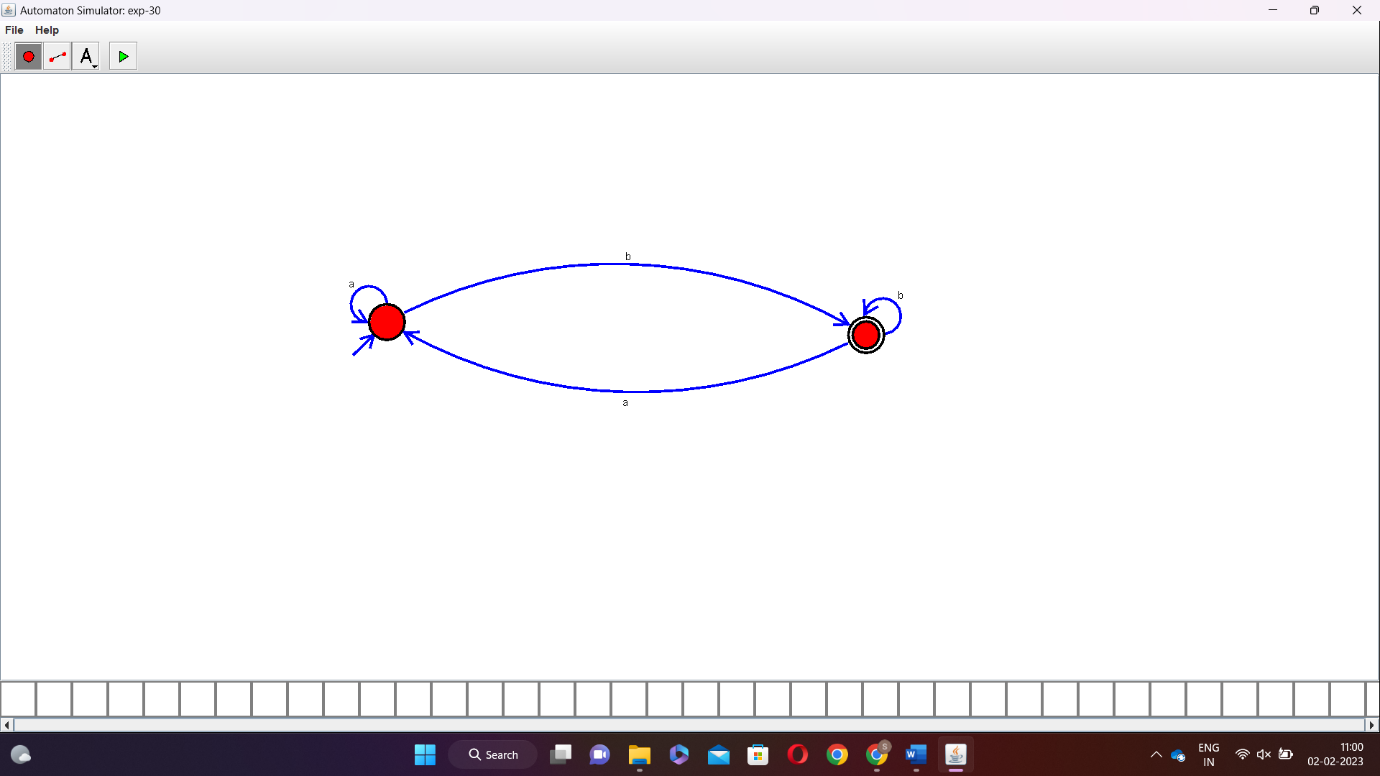 Automaton Simulator: exp-30
File Help
A
b
a
b
a
S
Search
ENG
IN
11:00
02-02-2023